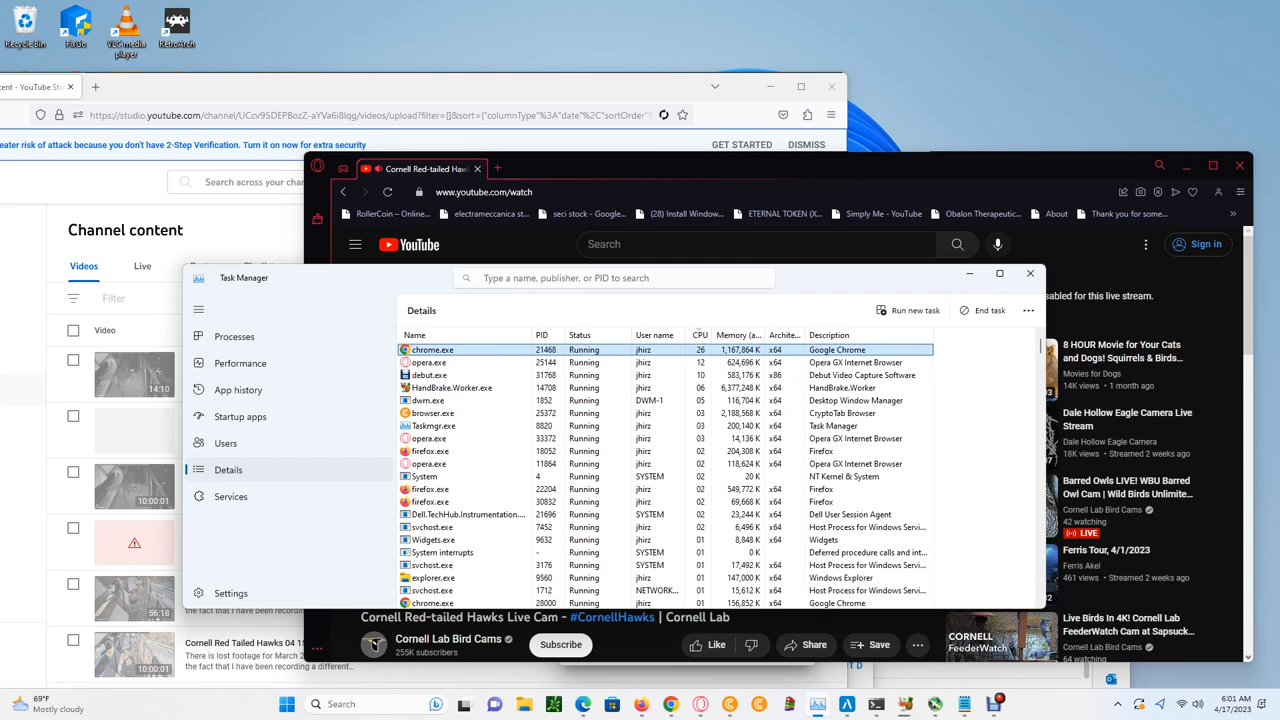 Recycle Bin
FixGo
VLC media player
RetroArch
cent - YouTube Stu
https://studio.youtube.com/channel/UCcv95DEPBozZ-aYVa6i8lqg/videos/upload?filter=[]&sort={"columnType"%3A"date"%2C"sortOrder"
eater risk of attack because you don't have 2-Step Verification. Turn it on now for extra security
GET STARTED
DISMISS
Search across your chan
Channel content
Videos
Live
Filter
Video
14:10
10:00:01
56:18
10:00:01
the fact that I have been recording a different...
Cornell Red Tailed Hawks 04 15
There is lost footage for March 2
the fact that I have been recording a different...
Cornell Red-tailed Hawk
www.youtube.com/watch
RollerCoin – Online...
electrameccanica st...
seci stock - Google...
(28) Install Window...
ETERNAL TOKEN (X...
Simply Me - YouTube
Obalon Therapeutic...
About
Thank you for some...
YouTube
Search
Sign in
sabled for this live stream.
8 HOUR Movie for Your Cats
and Dogs! Squirrels & Birds...
Movies for Dogs
14K views • 1 month ago
Dale Hollow Eagle Camera Live
Stream
Dale Hollow Eagle Camera
18K views • Streamed 2 weeks ago
Barred Owls LIVE! WBU Barred
Owl Cam | Wild Birds Unlimite...
Cornell Lab Bird Cams
42 watching
LIVE
Ferris Tour, 4/1/2023
Ferris Akel
461 views • Streamed 2 weeks ago
Live Birds In 4K! Cornell Lab
FeederWatch Cam at Sapsuck...
Cornell Lab Bird Cams
64 watching
CORNELL
FeederWatch
Task Manager
Type a name, publisher, or PID to search
Processes
Performance
App history
Startup apps
Users
Details
Services
Settings
Details
Run new task
End task
Name PID Status User name CPU Memory (a... Archite... Description
chrome.exe 21468 Running jhirz 26 1,167,864 K x64 Google Chrome
opera.exe 25144 Running jhirz 12 624,696 K x64 Opera GX Internet Browser
debut.exe 31768 Running jhirz 10 583,176 K x86 Debut Video Capture Software
HandBrake.Worker.exe 14708 Running jhirz 06 6,377,248 K x64 HandBrake.Worker
dwm.exe 1852 Running DWM-1 05 256,140 K x64 Desktop Window Manager
browser.exe 25372 Running jhirz 03 2,188,568 K x64 CryptoTab Browser
Taskmgr.exe 8820 Running jhirz 03 200,140 K x64 Task Manager
opera.exe 33372 Running jhirz 03 14,136 K x64 Opera GX Internet Browser
firefox.exe 18052 Running jhirz 02 204,308 K x64 Firefox
opera.exe 11864 Running jhirz 02 118,624 K x64 Opera GX Internet Browser
System 4 Running SYSTEM 02 20 K NT Kernel & System
firefox.exe 22204 Running jhirz 02 549,772 K x64 Firefox
firefox.exe 30832 Running jhirz 02 69,668 K x64 Firefox
Dell.TechHub.Instrumentation.... 21696 Running SYSTEM 02 23,244 K x64 Dell User Session Agent
svchost.exe 7452 Running jhirz 02 6,496 K x64 Host Process for Windows Servi...
Widgets.exe 9632 Running jhirz 01 8,848 K x64 Widgets
System interrupts - Running SYSTEM 01 0 K Deferred procedure calls and int...
svchost.exe 3176 Running SYSTEM 01 17,492 K x64 Host Process for Windows Servi...
explorer.exe 9560 Running jhirz 01 147,000 K x64 Windows Explorer
svchost.exe 1712 Running NETWORK... 01 15,612 K x64 Host Process for Windows Servi...
chrome.exe 28000 Running jhirz 01 156,852 K x64 Google Chrome
Cornell Red-tailed Hawks Live Cam - #CornellHawks | Cornell Lab
Cornell Lab Bird Cams
255K subscribers
Subscribe
Like
Share
Save
T D
69°F
Mostly cloudy
Search
6:01 AM
4/17/2023